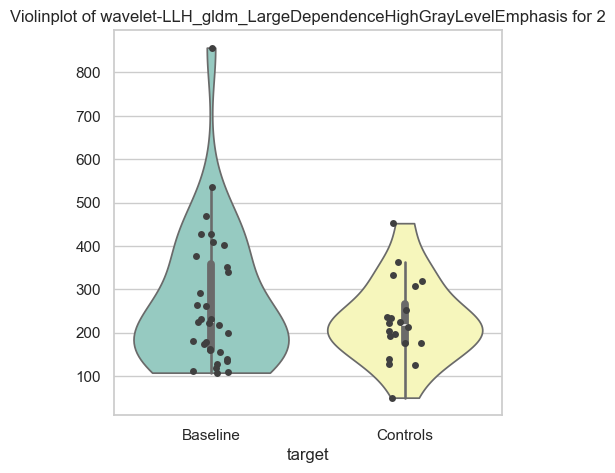 Violinplot of wavelet-LLH_gldm_LargeDependenceHighGrayLevelEmphasis for 2
800
700
600
500
400
300
200
100
Baseline Controls
target